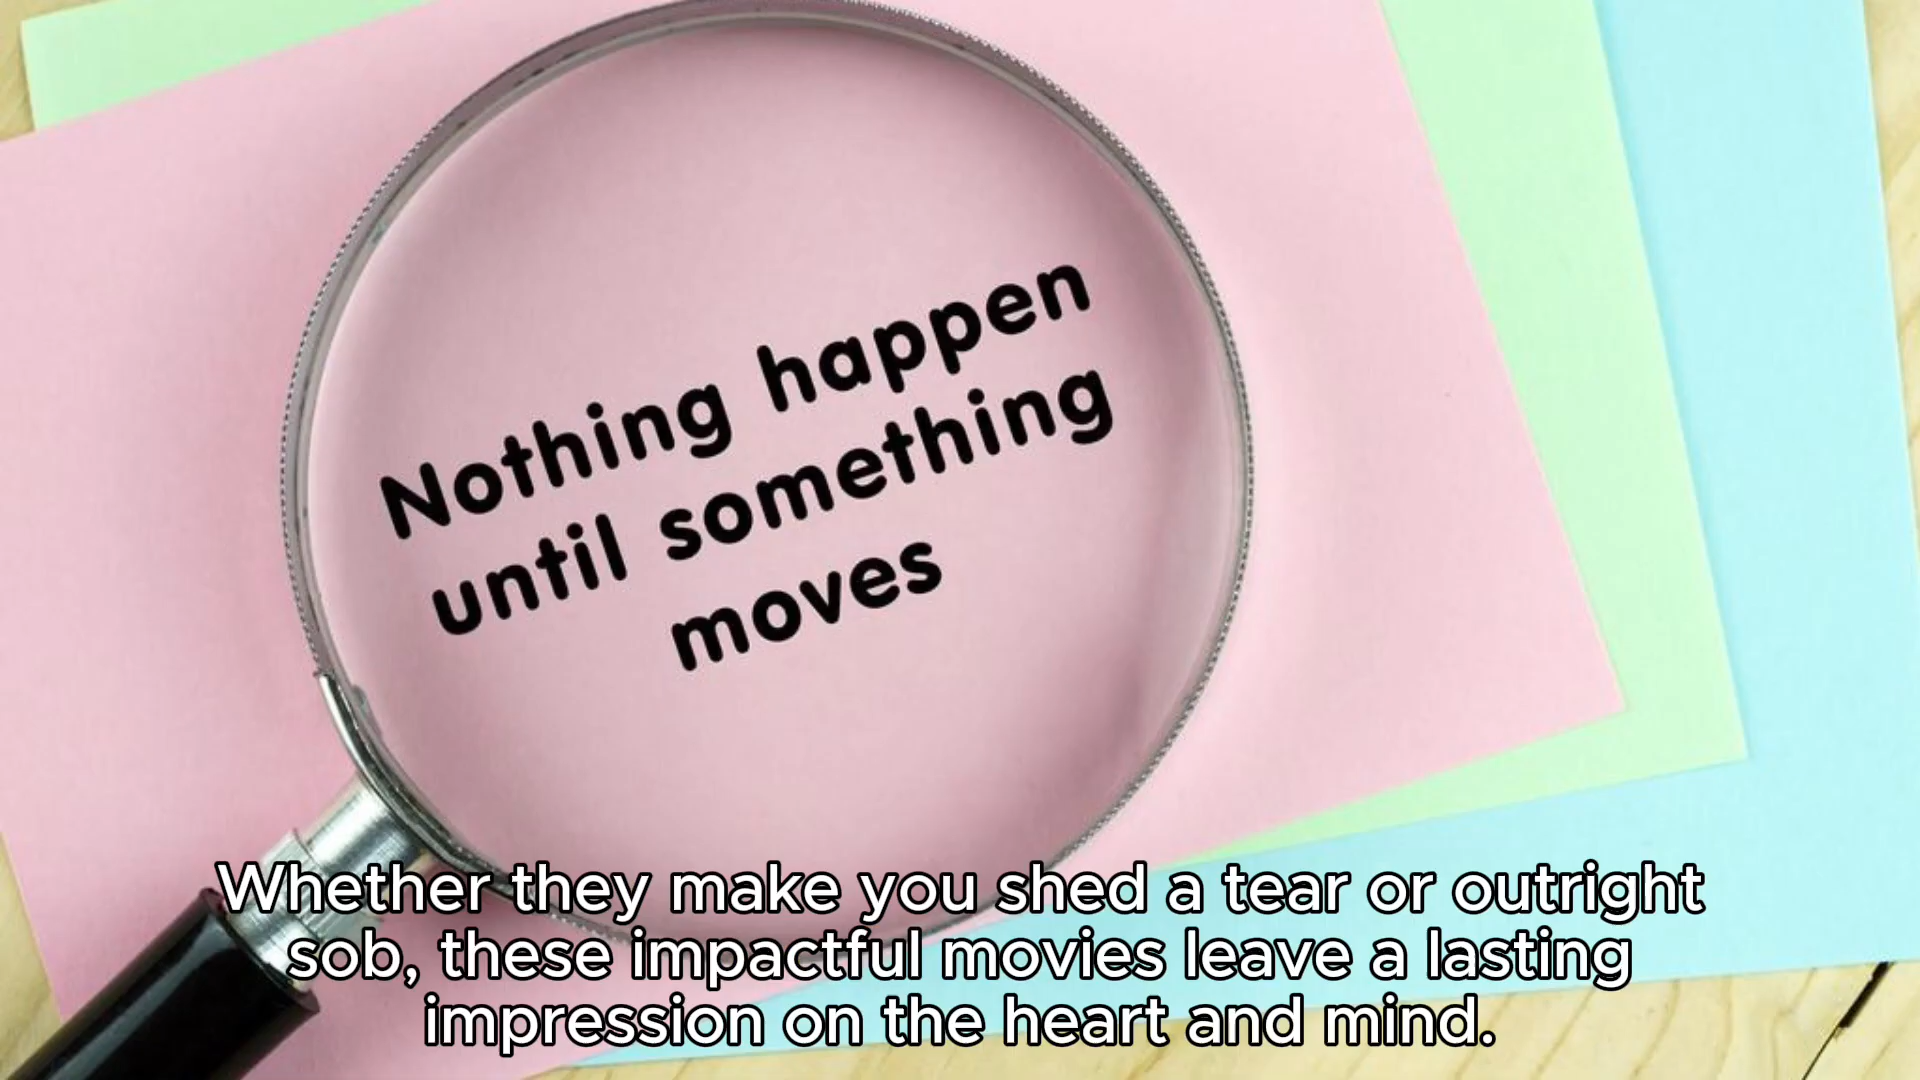 Nothing happen
until something
moves
Whether they make you shed a tear or outright
sob, these impactful movies leave a lasting
impression on the heart and mind.